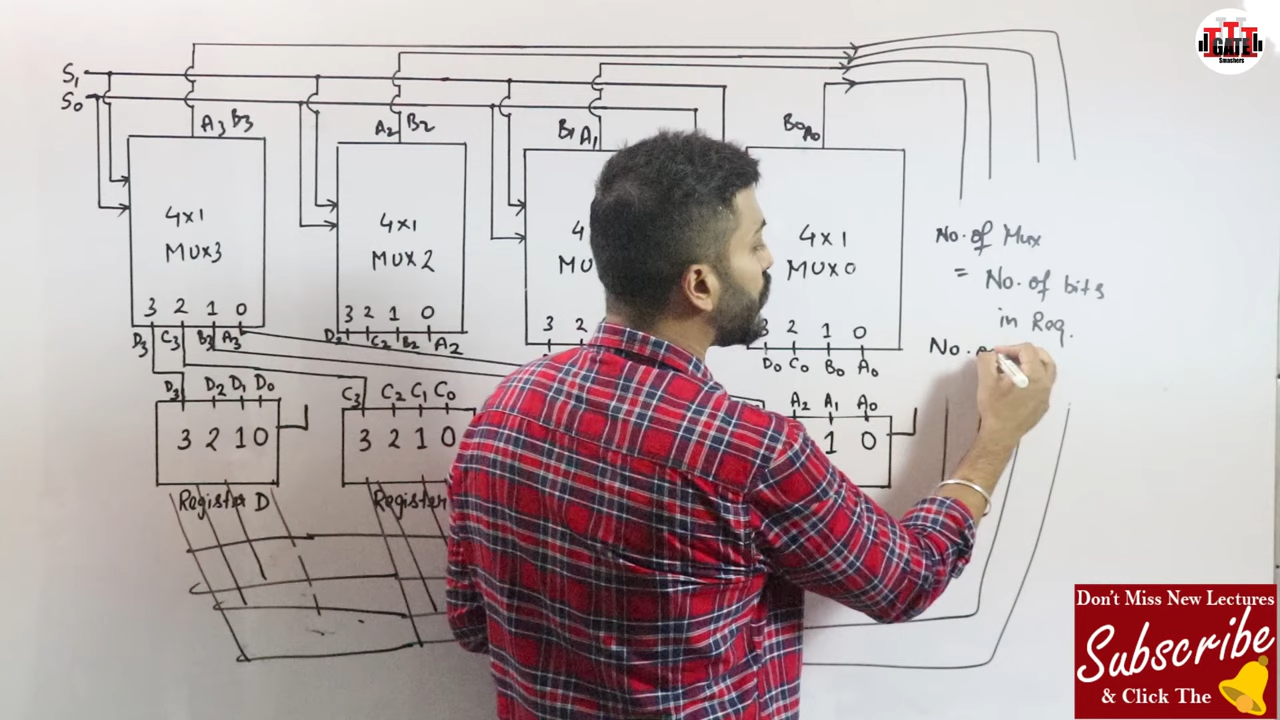 GATE
Smashers
S1
S0
A3 B3
A2 B2
B1 A1
B0 A0
4x1
MUX3
4x1
MUX2
4
MU
4x1
MUX0
3 2 1 0
3 2 1 0
3 2
3 2 1 0
D3 C3 B3 A3
D2 C2 B2 A2
D0 C0 B0 A0
D3 D2 D1 D0
C3 C2 C1 C0
A2 A1 A0
3 2 1 0
3 2 1 0
1 0
Register D
Register
No. of Mux
= No. of bits
in Reg.
No. o
Don't Miss New Lectures
Subscribe
& Click The